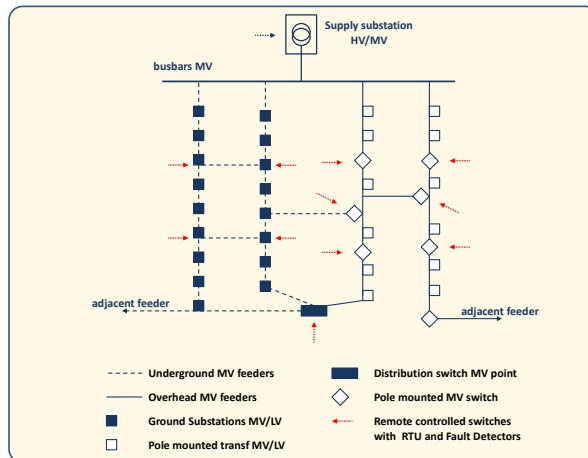 Supply substation
HV/MV
busbars MV
adjacent feeder
adjacent feeder
Underground MV feeders
Distribution switch MV point
Overhead MV feeders
Pole mounted MV switch
Ground Substations MV/LV
Remote controlled switches
with RTU and Fault Detectors
Pole mounted transf MV/LV